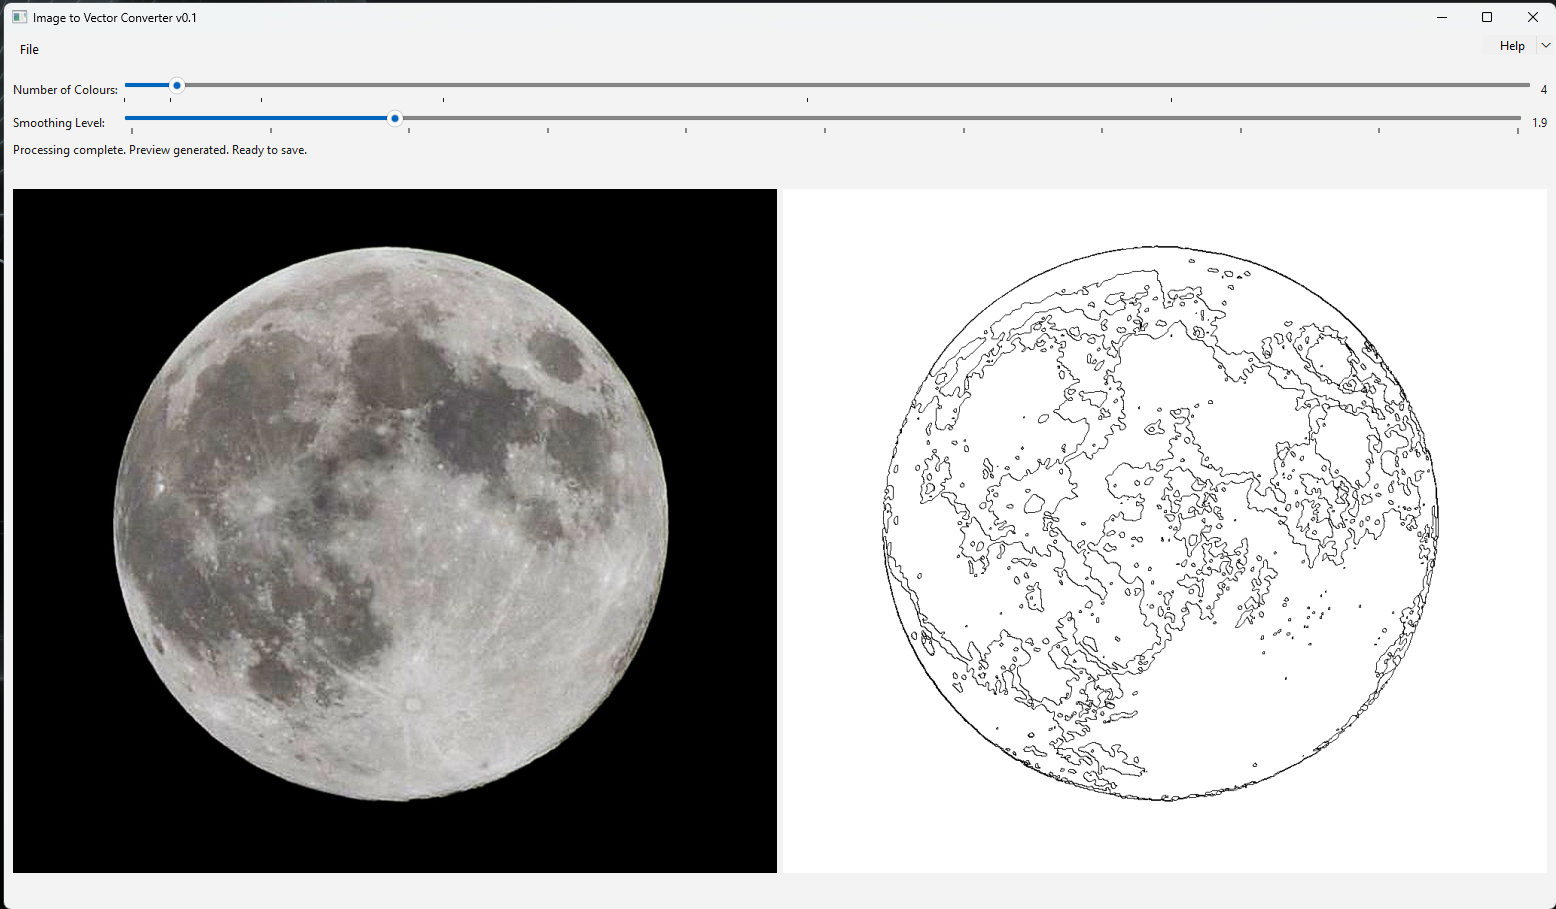 Image to Vector Converter v0.1
File
Help
Number of Colours:
4
Smoothing Level:
1.9
Processing complete. Preview generated. Ready to save.